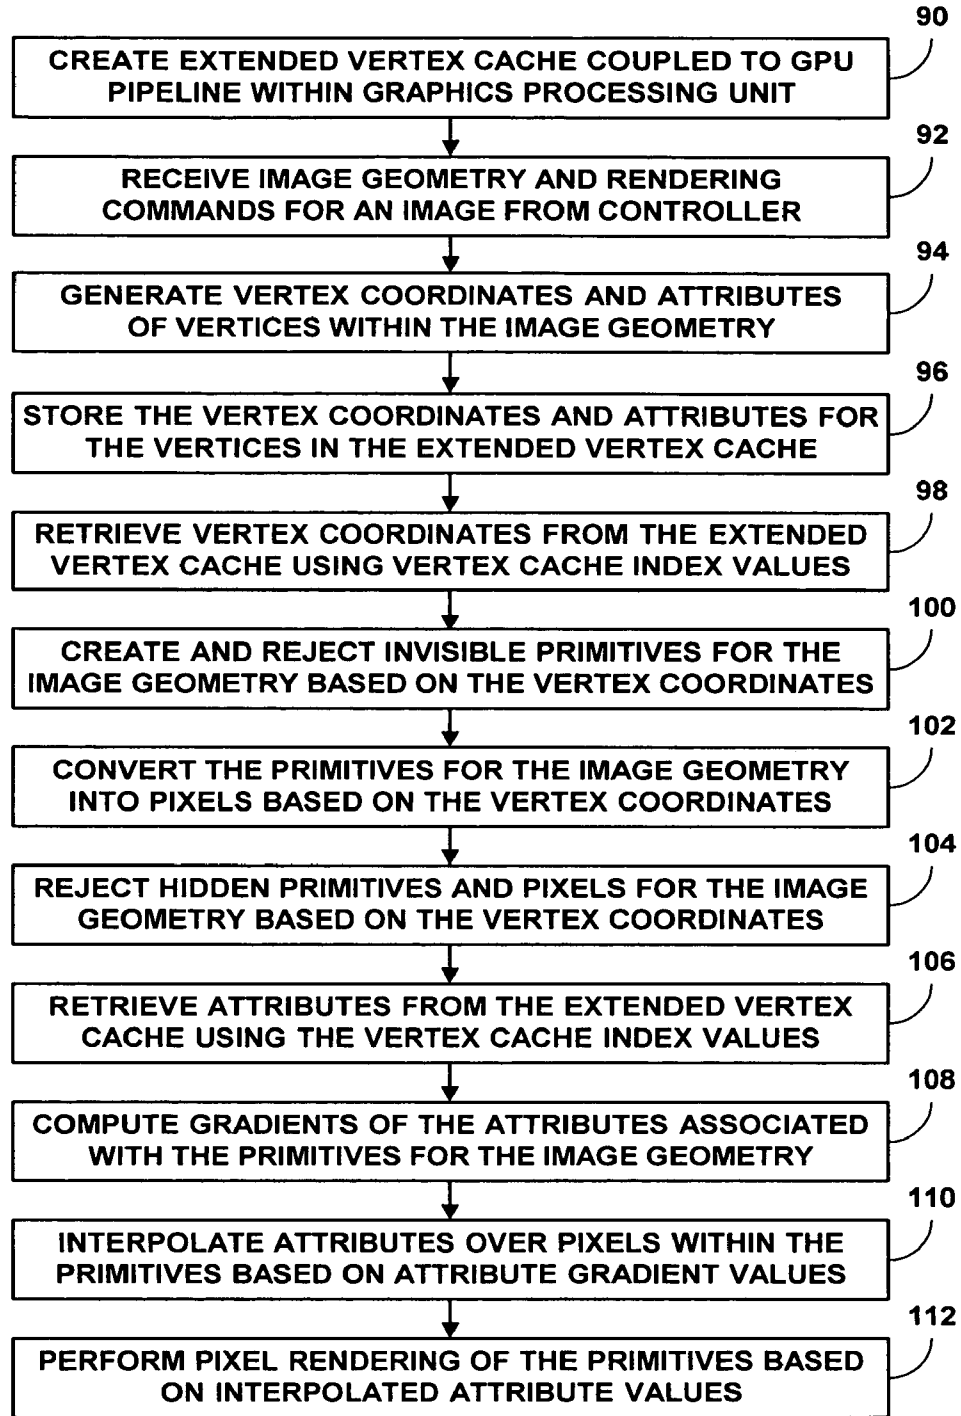 90
CREATE EXTENDED VERTEX CACHE COUPLED TO GPU
PIPELINE WITHIN GRAPHICS PROCESSING UNIT
92
RECEIVE IMAGE GEOMETRY AND RENDERING
COMMANDS FOR AN IMAGE FROM CONTROLLER
94
GENERATE VERTEX COORDINATES AND ATTRIBUTES
OF VERTICES WITHIN THE IMAGE GEOMETRY
96
STORE THE VERTEX COORDINATES AND ATTRIBUTES FOR
THE VERTICES IN THE EXTENDED VERTEX CACHE
98
RETRIEVE VERTEX COORDINATES FROM THE EXTENDED
VERTEX CACHE USING VERTEX CACHE INDEX VALUES
100
CREATE AND REJECT INVISIBLE PRIMITIVES FOR THE
IMAGE GEOMETRY BASED ON THE VERTEX COORDINATES
102
CONVERT THE PRIMITIVES FOR THE IMAGE GEOMETRY
INTO PIXELS BASED ON THE VERTEX COORDINATES
104
REJECT HIDDEN PRIMITIVES AND PIXELS FOR THE IMAGE
GEOMETRY BASED ON THE VERTEX COORDINATES
106
RETRIEVE ATTRIBUTES FROM THE EXTENDED VERTEX
CACHE USING THE VERTEX CACHE INDEX VALUES
108
COMPUTE GRADIENTS OF THE ATTRIBUTES ASSOCIATED
WITH THE PRIMITIVES FOR THE IMAGE GEOMETRY
110
INTERPOLATE ATTRIBUTES OVER PIXELS WITHIN THE
PRIMITIVES BASED ON ATTRIBUTE GRADIENT VALUES
112
PERFORM PIXEL RENDERING OF THE PRIMITIVES BASED
ON INTERPOLATED ATTRIBUTE VALUES